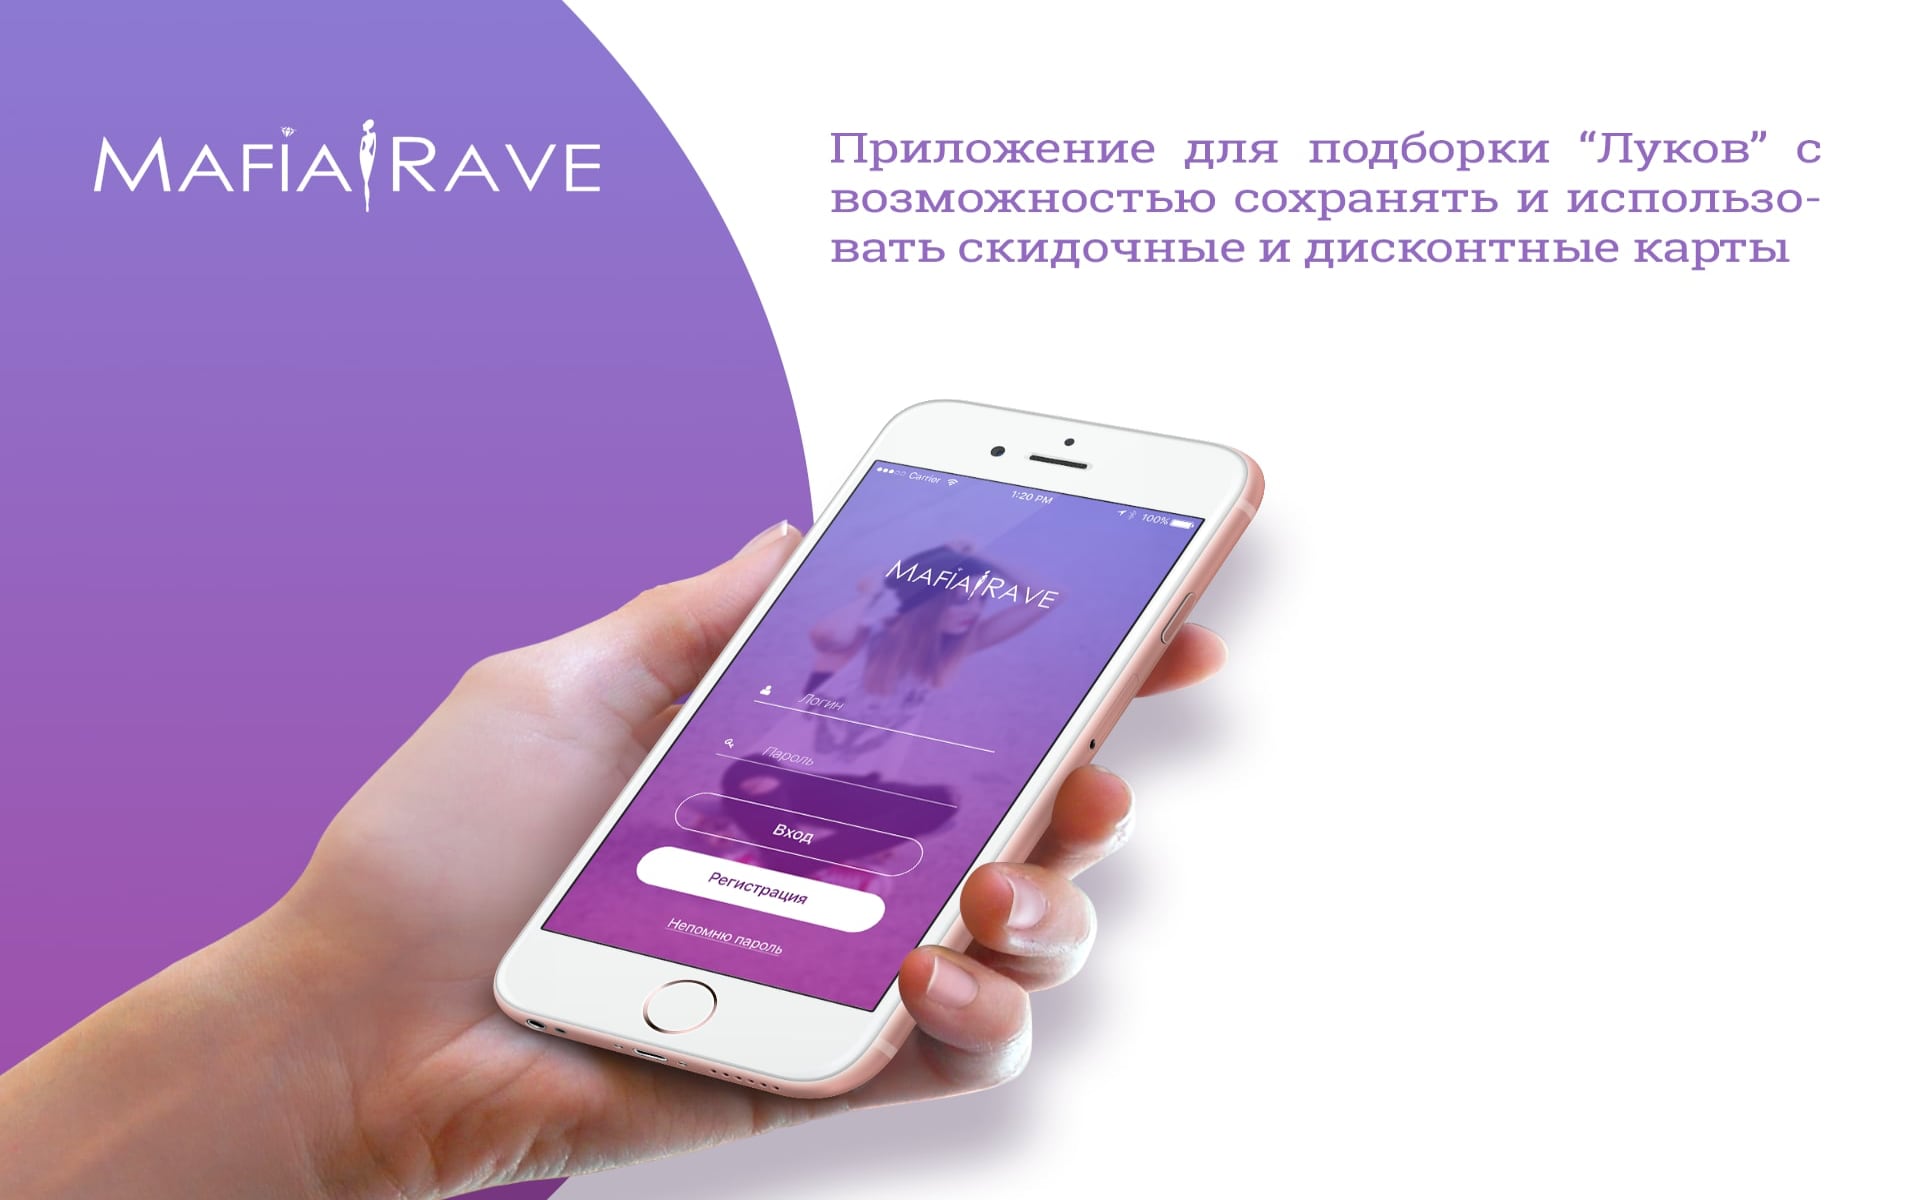 MAFIA RAVE
Приложение для подборки “Луков” с
возможностью сохранять и использо-
вать скидочные и дисконтные карты
Carrier
1:20 PM
100%
MAFIA RAVE
Логин
Пароль
Вход
Регистрация
Непомню пароль